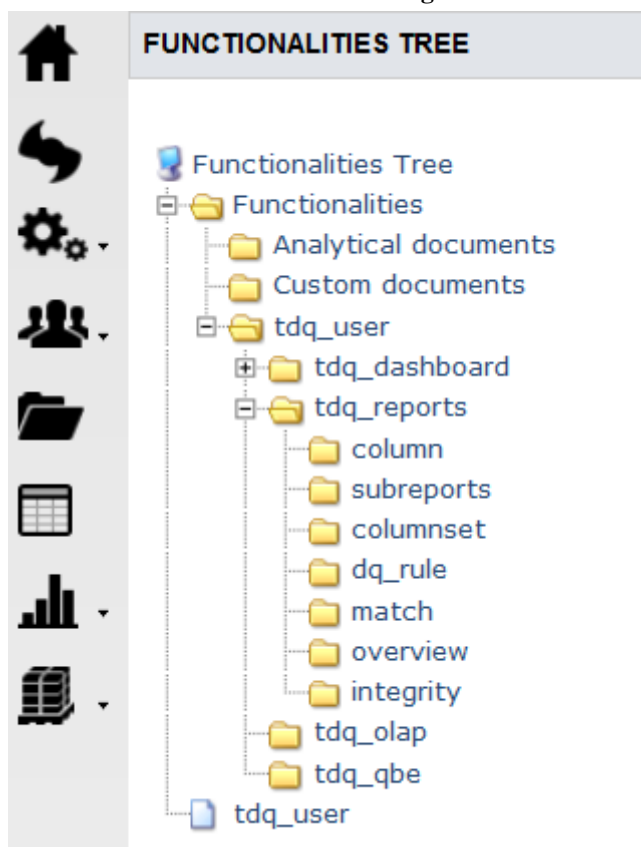 FUNCTIONALITIES TREE
Functionalities Tree
Functionalities
Analytical documents
Custom documents
tdq_user
tdq_dashboard
tdq_reports
column
subreports
columnset
dq_rule
match
overview
integrity
tdq_olap
tdq_qbe
tdq_user